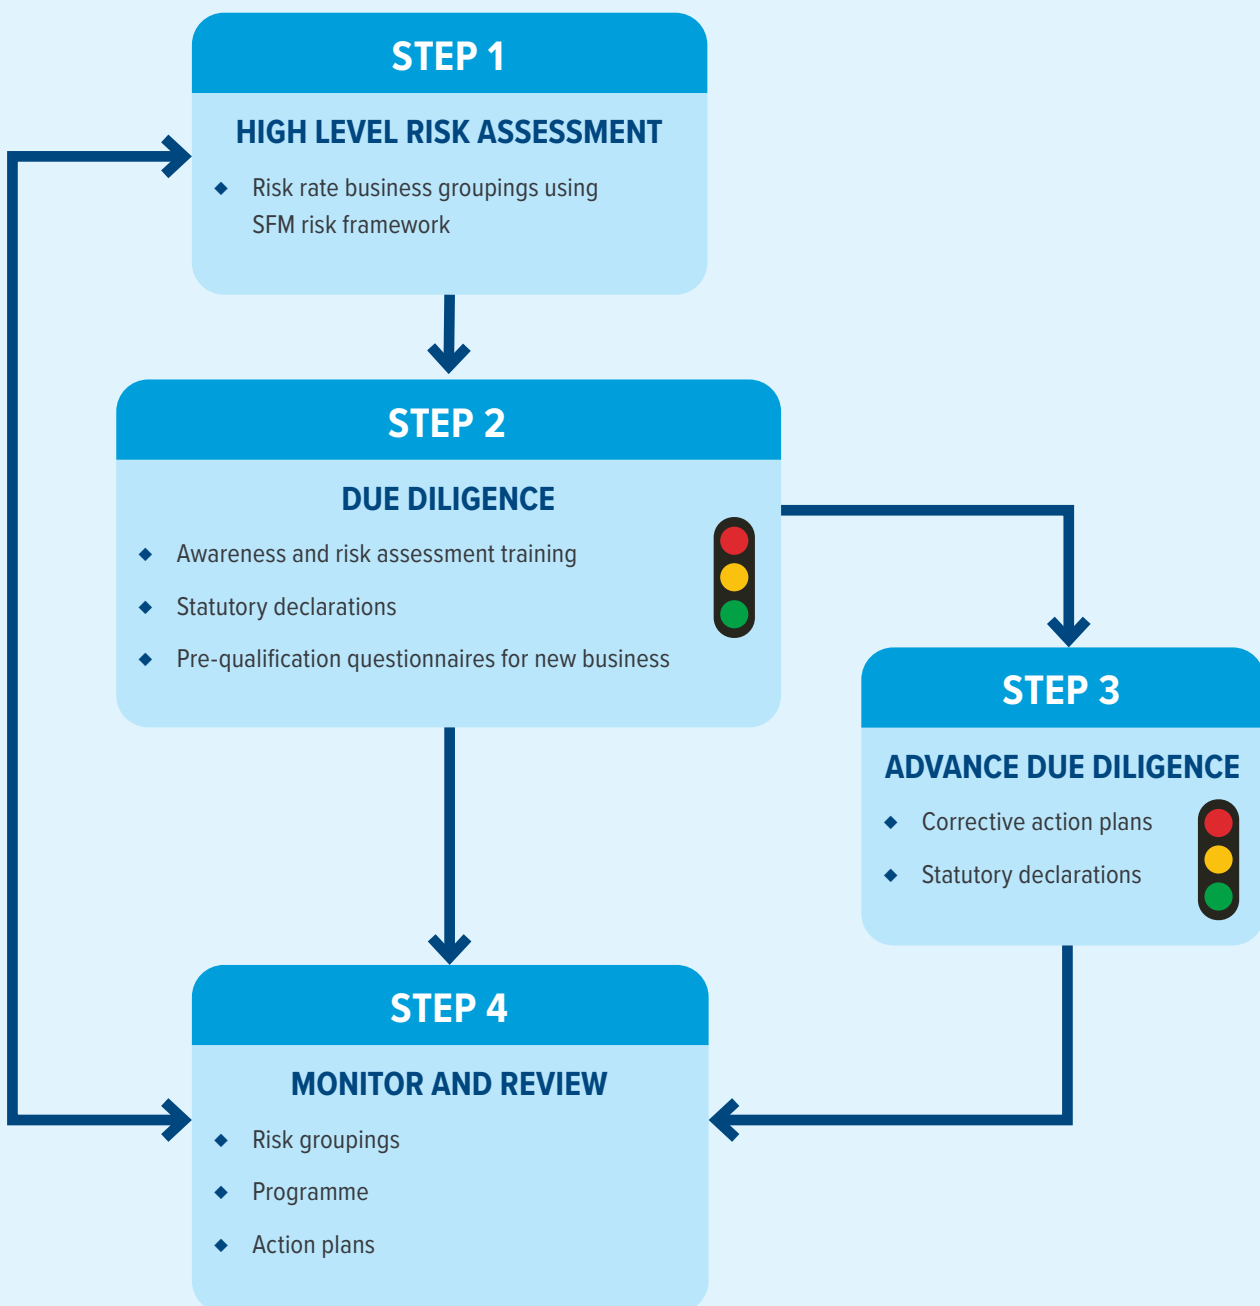 STEP 1
HIGH LEVEL RISK ASSESSMENT
Risk rate business groupings using
SFM risk framework
STEP 2
DUE DILIGENCE
Awareness and risk assessment training
Statutory declarations
Pre-qualification questionnaires for new business
STEP 3
ADVANCE DUE DILIGENCE
Corrective action plans
Statutory declarations
STEP 4
MONITOR AND REVIEW
Risk groupings
Programme
Action plans